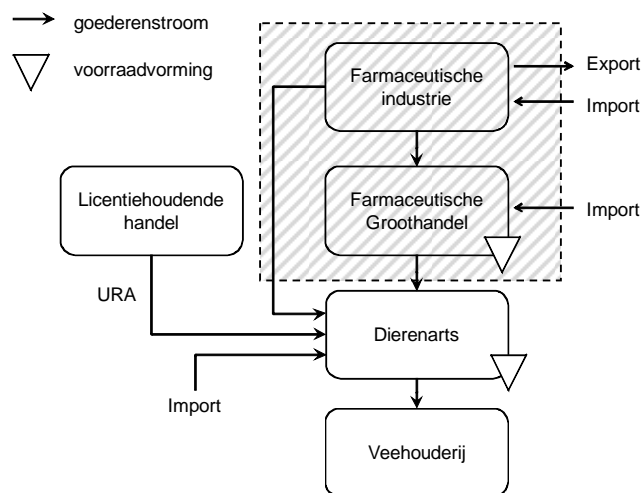 goederenstroom
voorraadvorming
Farmaceutische
industrie
Export
Import
Licentiehoudende
handel
Farmaceutische
Groothandel
Import
URA
Dierenarts
Import
Veehouderij